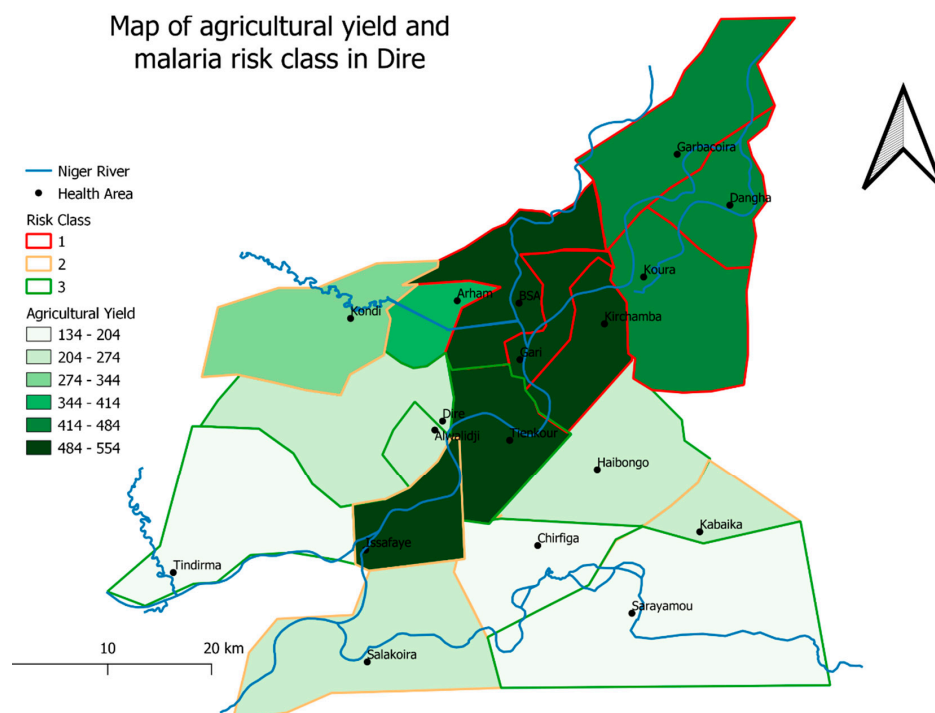 Map of agricultural yield and
malaria risk class in Dire
Niger River
Health Area
Risk Class
1
2
3
Agricultural Yield
134 - 204
204 - 274
274 - 344
344 - 414
414 - 484
484 - 554
Garbacoira
Dangha
Koura
Arham
BSA
Kondi
Kirchamba
Gari
Dire
Tienkour
Haibongo
Kabaika
Chirfiga
Issafaye
Tindirma
Sarayamou
Salakoira
10
20 km